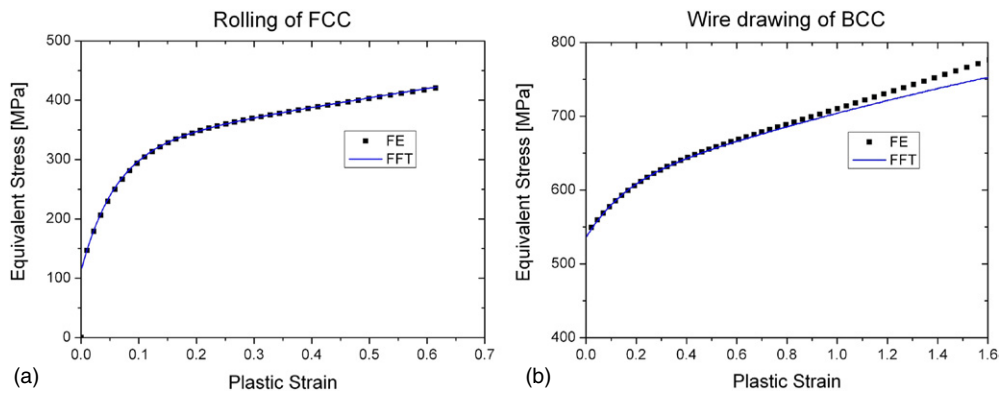 Rolling of FCC
Equivalent Stress [MPa]
500
400
300
200
100
0
FE
FFT
0.0 0.1 0.2 0.3 0.4 0.5 0.6 0.7
Plastic Strain
(a)
Wire drawing of BCC
Equivalent Stress [MPa]
800
700
600
500
400
FE
FFT
0.0 0.2 0.4 0.6 0.8 1.0 1.2 1.4 1.6
Plastic Strain
(b)